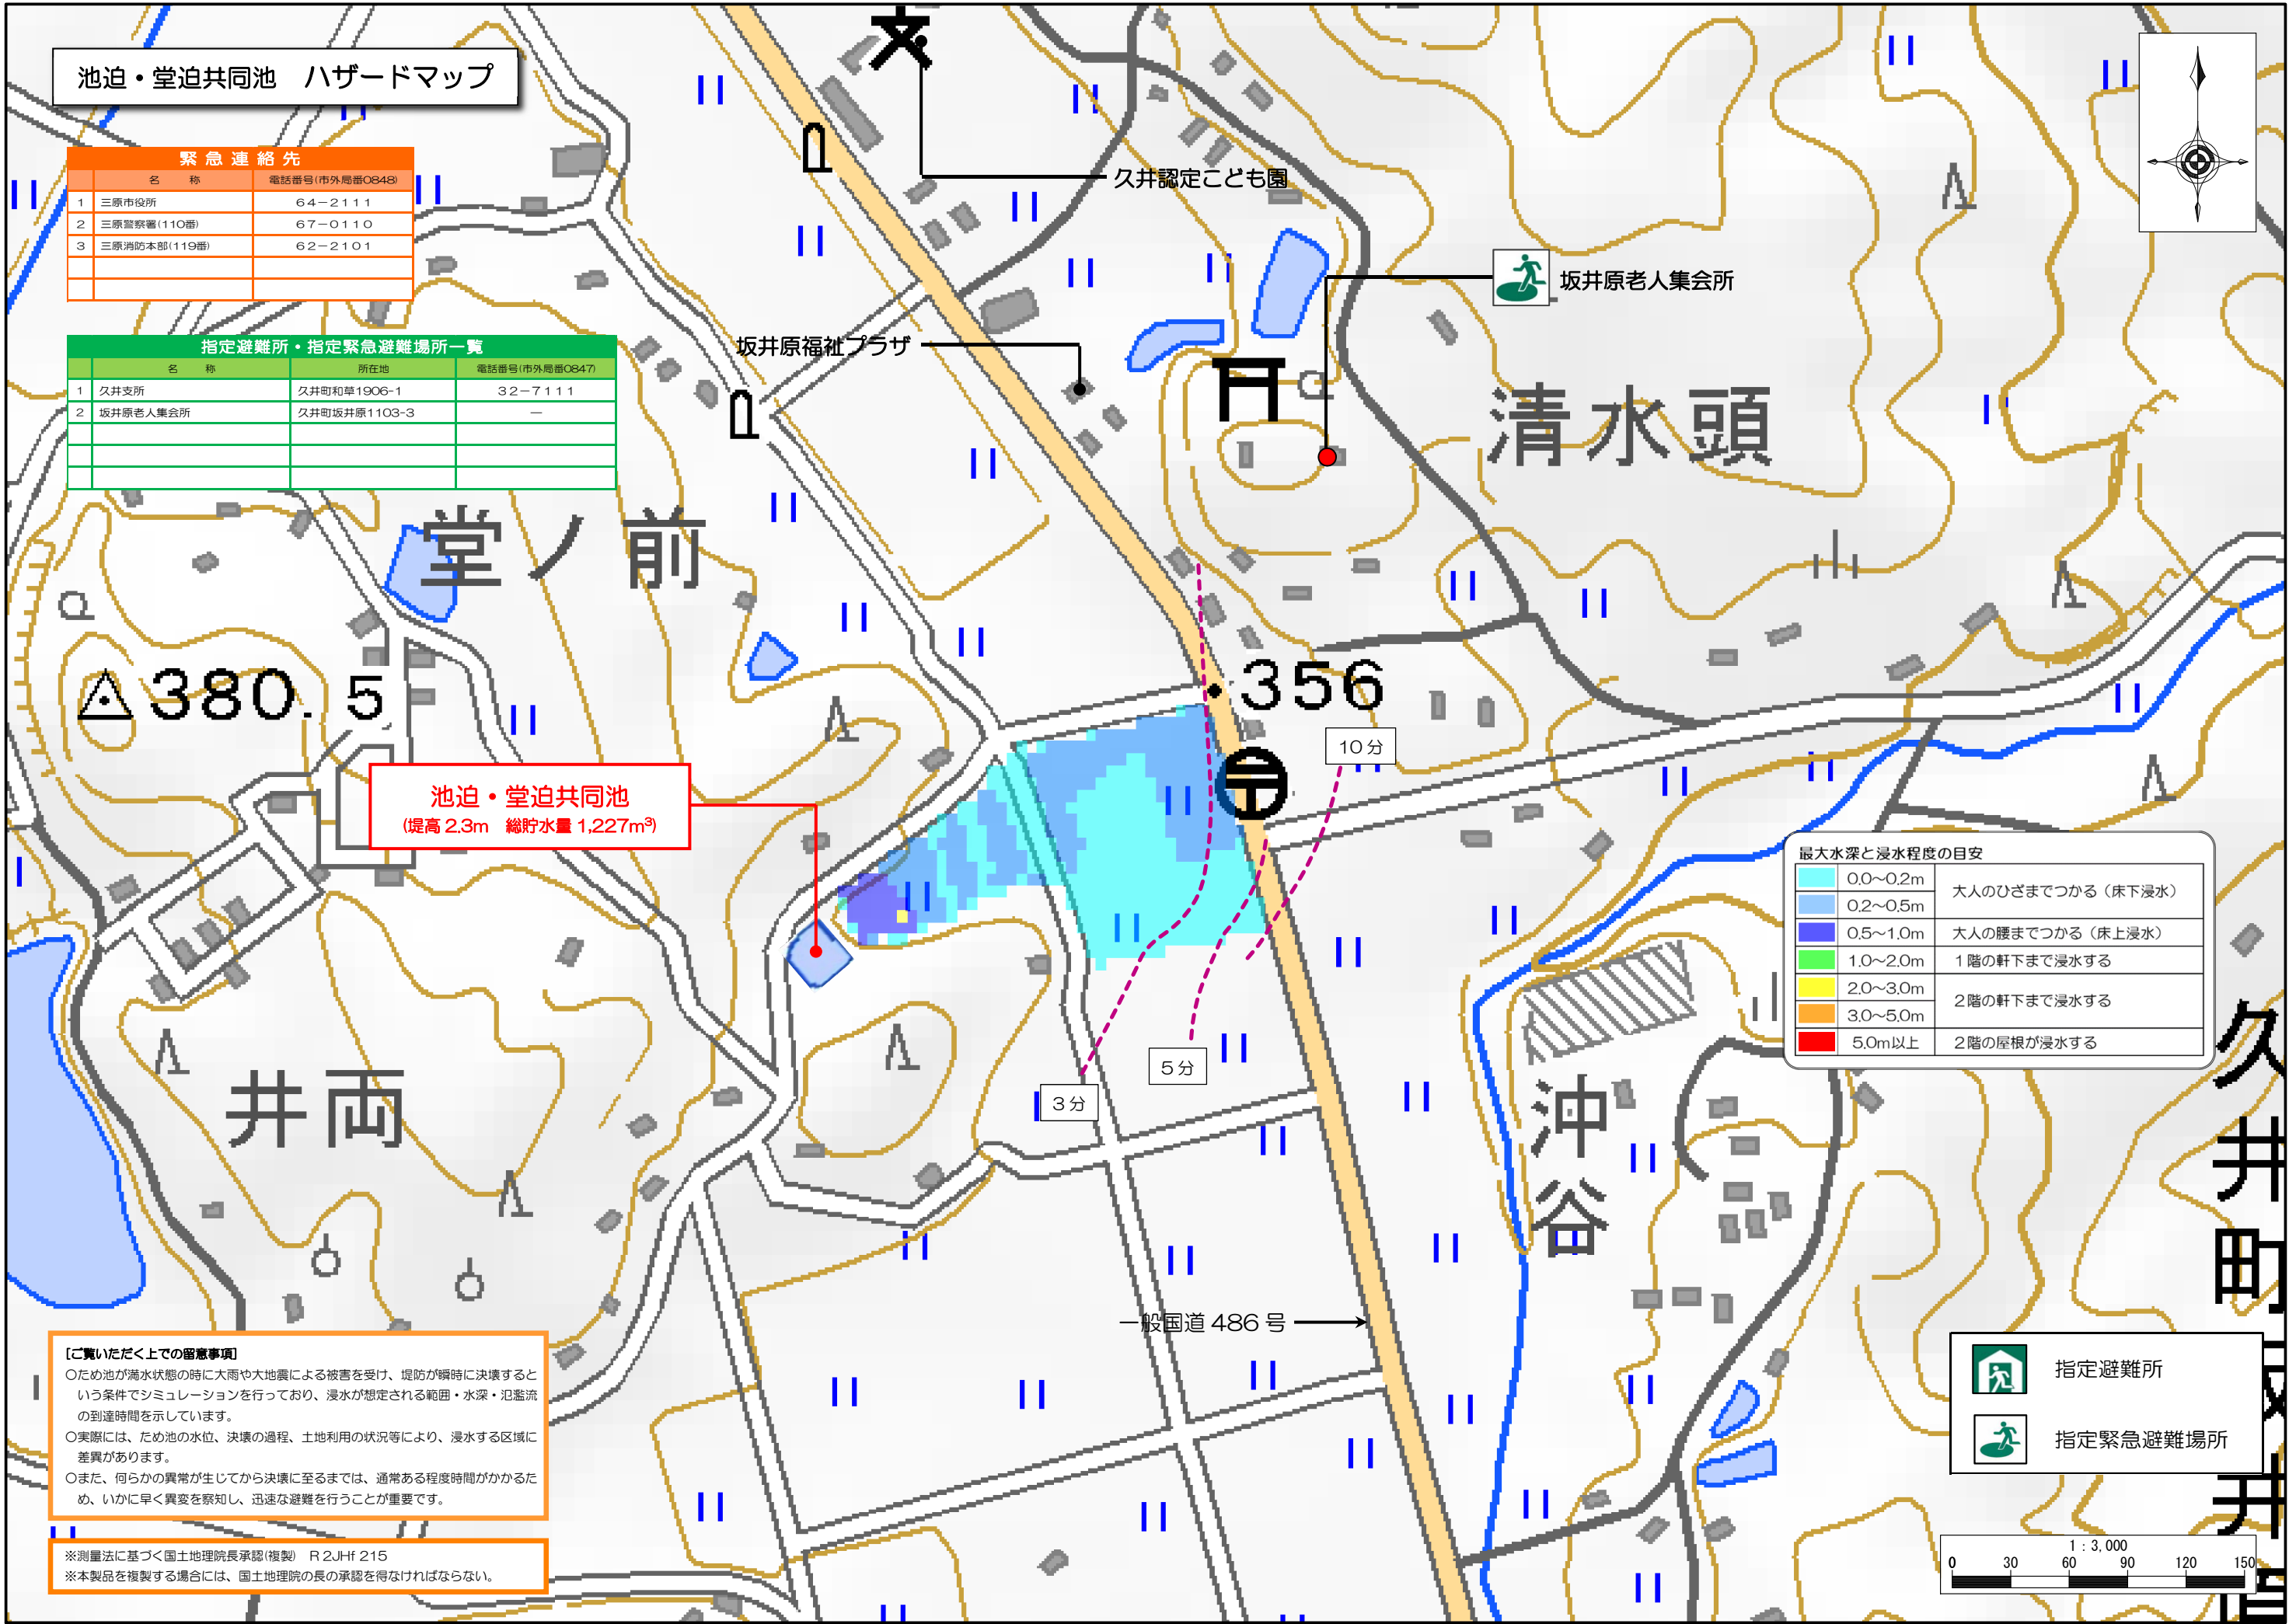 池迫・堂迫共同池　ハザードマップ
緊急連絡先
名　称　電話番号(市外局番0848)
1　三原市役所　64－2111
2　三原警察署(110番)　67－0110
3　三原消防本部(119番)　62－2101
指定避難所・指定緊急避難場所一覧
名　称　所在地　電話番号(市外局番0847)
1　久井支所　久井町和草1906-1　32－7111
2　坂井原老人集会所　久井町坂井原1103-3　―
久井認定こども園
坂井原老人集会所
坂井原福祉プラザ
清水頭
堂ノ前
380.5
356
10分
池迫・堂迫共同池
(堤高 2.3m　総貯水量 1,227m³)
最大水深と浸水程度の目安
0.0～0.2m　大人のひざまでつかる（床下浸水）
0.2～0.5m
0.5～1.0m　大人の腰までつかる（床上浸水）
1.0～2.0m　1階の軒下まで浸水する
2.0～3.0m　2階の軒下まで浸水する
3.0～5.0m
5.0m以上　2階の屋根が浸水する
5分
3分
井両
沖谷
久井町坂井原
一般国道 486 号
[ご覧いただく上での留意事項]
○ため池が満水状態の時に大雨や大地震による被害を受け、堤防が瞬時に決壊すると
いう条件でシミュレーションを行っており、浸水が想定される範囲・水深・氾濫流
の到達時間を示しています。
○実際には、ため池の水位、決壊の過程、土地利用の状況等により、浸水する区域に
差異があります。
○また、何らかの異常が生じてから決壊に至るまでは、通常ある程度時間がかかるた
め、いかに早く異変を察知し、迅速な避難を行うことが重要です。
※測量法に基づく国土地理院長承認(複製)　R 2JHf 215
※本製品を複製する場合には、国土地理院の長の承認を得なければならない。
指定避難所
指定緊急避難場所
1：3,000
0　30　60　90　120　150